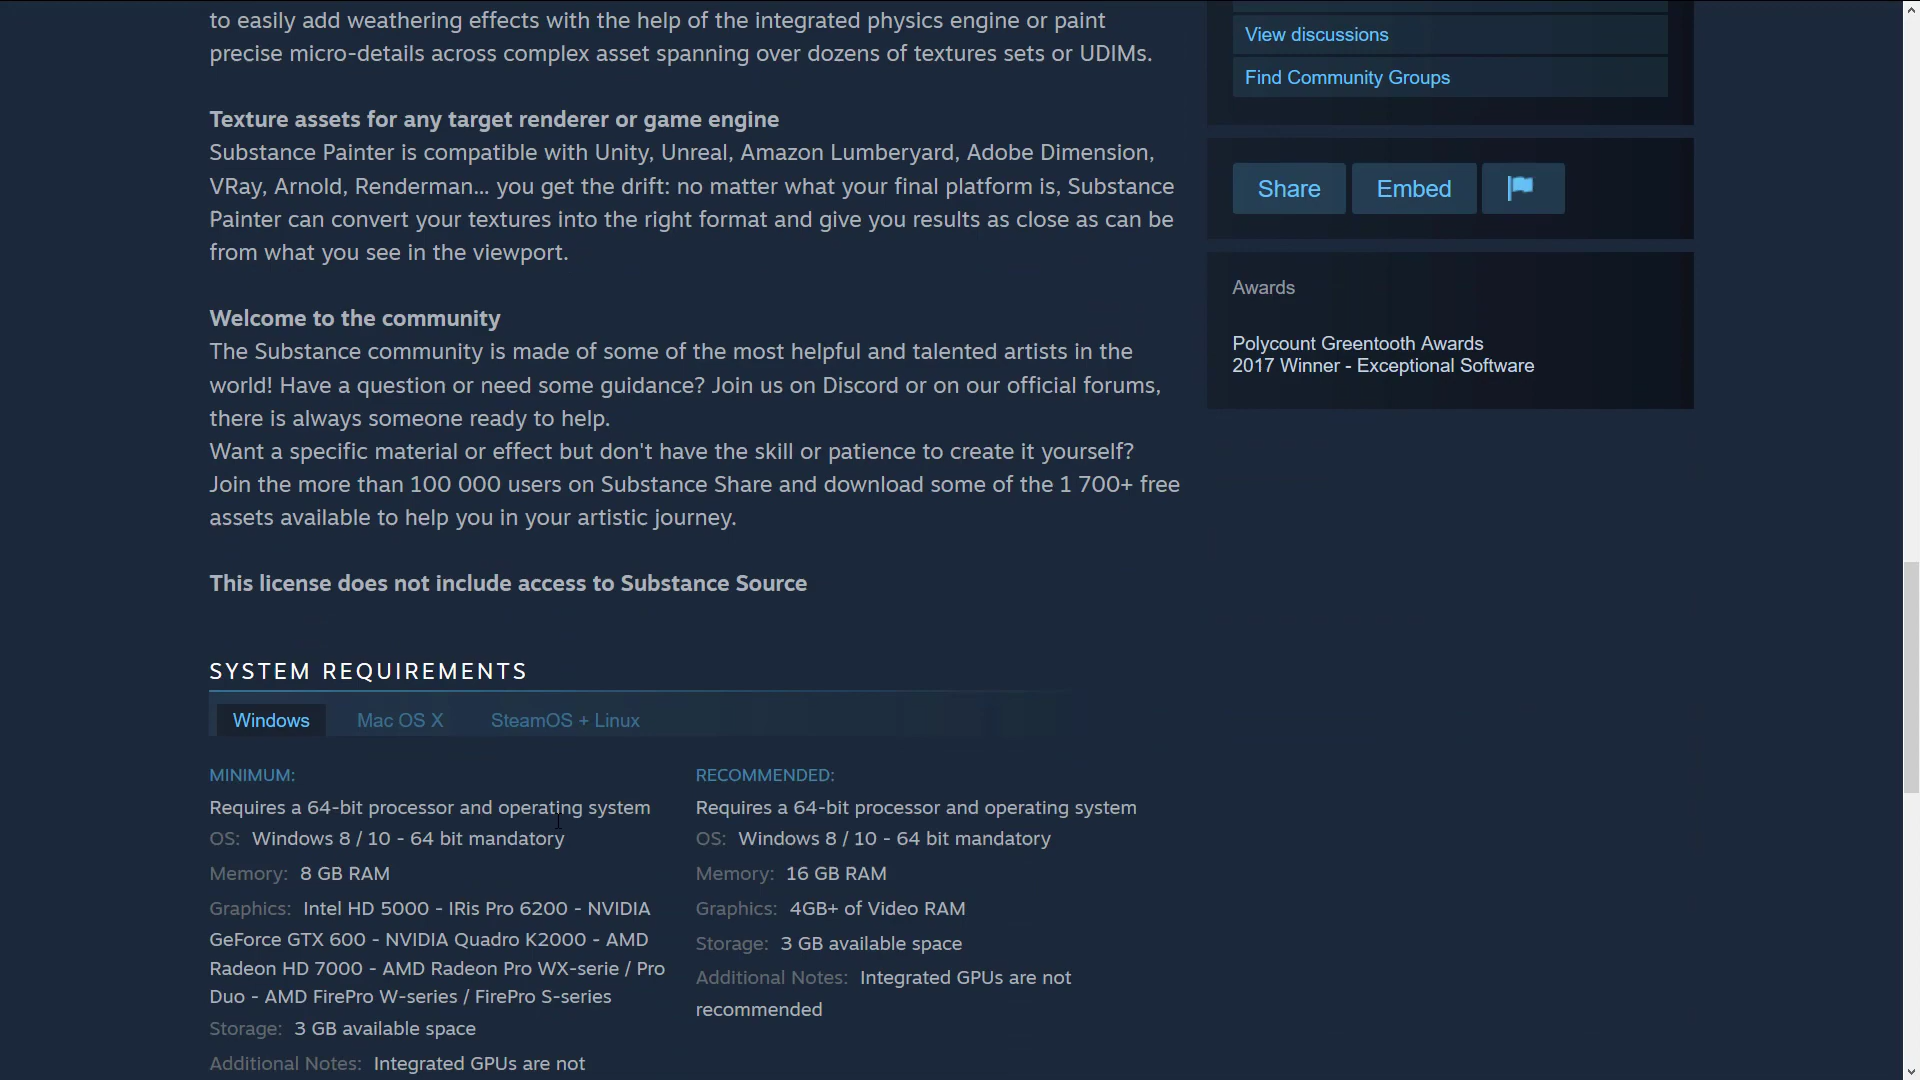 to easily add weathering effects with the help of the integrated physics engine or paint
precise micro-details across complex asset spanning over dozens of textures sets or UDIMs.
Texture assets for any target renderer or game engine
Substance Painter is compatible with Unity, Unreal, Amazon Lumberyard, Adobe Dimension,
VRay, Arnold, Renderman... you get the drift: no matter what your final platform is, Substance
Painter can convert your textures into the right format and give you results as close as can be
from what you see in the viewport.
Welcome to the community
The Substance community is made of some of the most helpful and talented artists in the
world! Have a question or need some guidance? Join us on Discord or on our official forums,
there is always someone ready to help.
Want a specific material or effect but don't have the skill or patience to create it yourself?
Join the more than 100 000 users on Substance Share and download some of the 1 700+ free
assets available to help you in your artistic journey.
This license does not include access to Substance Source
SYSTEM REQUIREMENTS
Windows Mac OS X SteamOS + Linux
MINIMUM:
Requires a 64-bit processor and operating system
OS: Windows 8 / 10 - 64 bit mandatory
Memory: 8 GB RAM
Graphics: Intel HD 5000 - IRis Pro 6200 - NVIDIA
GeForce GTX 600 - NVIDIA Quadro K2000 - AMD
Radeon HD 7000 - AMD Radeon Pro WX-serie / Pro
Duo - AMD FirePro W-series / FirePro S-series
Storage: 3 GB available space
Additional Notes: Integrated GPUs are not
RECOMMENDED:
Requires a 64-bit processor and operating system
OS: Windows 8 / 10 - 64 bit mandatory
Memory: 16 GB RAM
Graphics: 4GB+ of Video RAM
Storage: 3 GB available space
Additional Notes: Integrated GPUs are not
recommended
View discussions
Find Community Groups
Share Embed
Awards
Polycount Greentooth Awards
2017 Winner - Exceptional Software